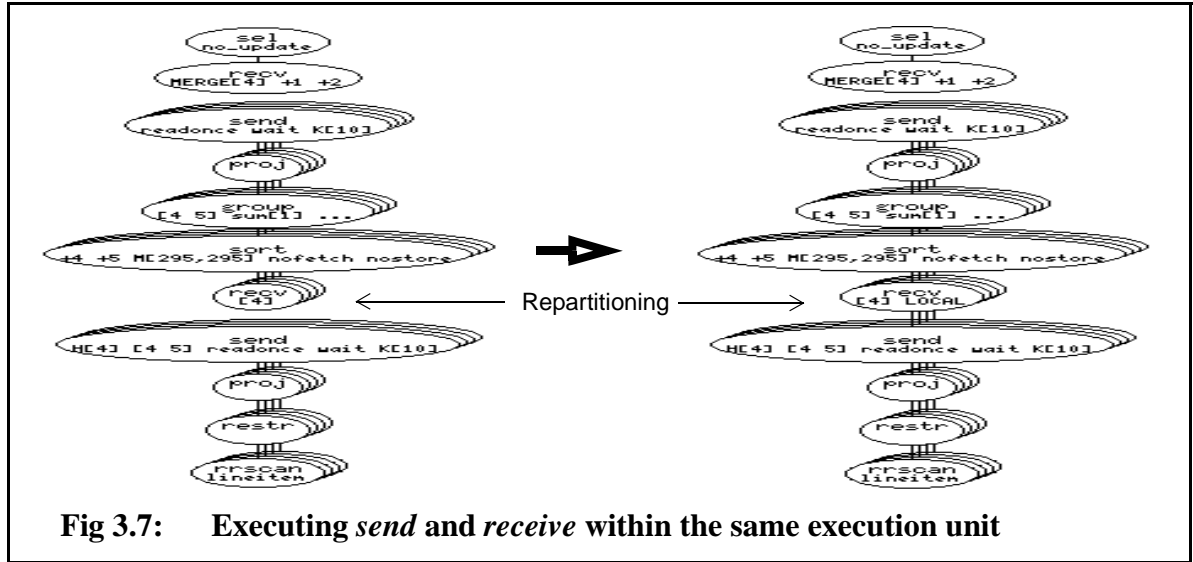 sel
no_update
recv
MERGE[4] +1 +2
send
readonce wait K[10]
proj
group
[4 5] sum[1] ...
sort
+4 +5 M[295,295] nofetch nostore
recv
[4]
send
H[4] [4 5] readonce wait K[10]
proj
restr
rrscan
lineitem
Repartitioning
sel
no_update
recv
MERGE[4] +1 +2
send
readonce wait K[10]
proj
group
[4 5] sum[1] ...
sort
+4 +5 M[295,295] nofetch nostore
recv
[4] LOCAL
send
H[4] [4 5] readonce wait K[10]
proj
restr
rrscan
lineitem
Fig 3.7: Executing send and receive within the same execution unit